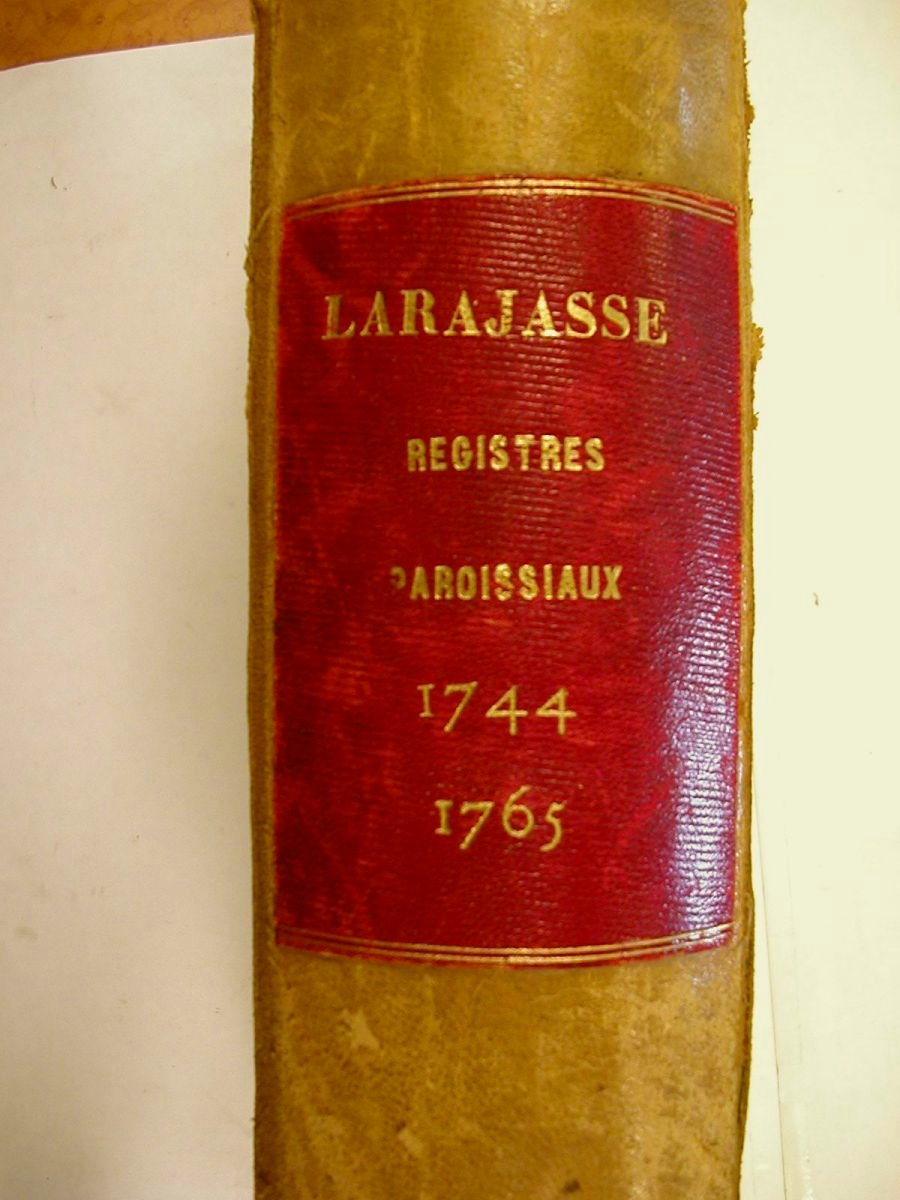 LARAJASSE
REGISTRES
PAROISSIAUX
1744
1765